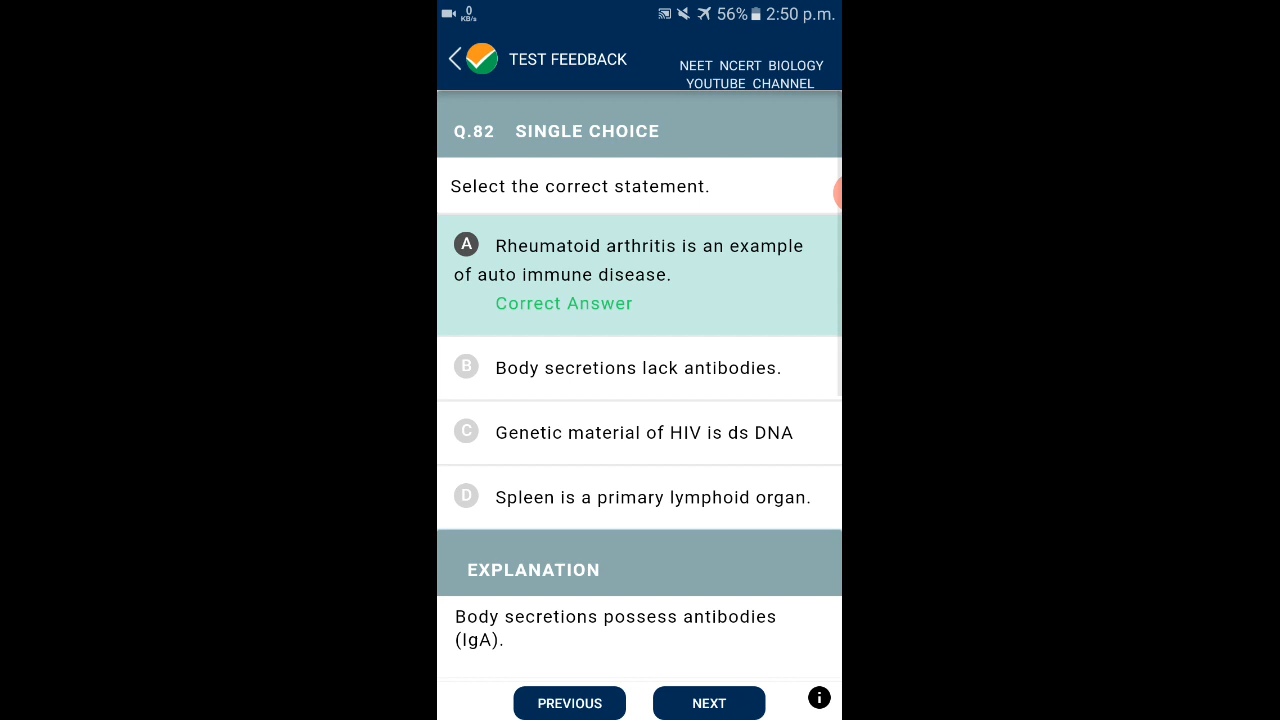 0
KB/s
56% 2:50 p.m.
TEST FEEDBACK
NEET NCERT BIOLOGY
YOUTUBE CHANNEL
Q.82 SINGLE CHOICE
Select the correct statement.
A Rheumatoid arthritis is an example
of auto immune disease.
Correct Answer
B Body secretions lack antibodies.
C Genetic material of HIV is ds DNA
D Spleen is a primary lymphoid organ.
EXPLANATION
Body secretions possess antibodies
(IgA).
PREVIOUS NEXT i